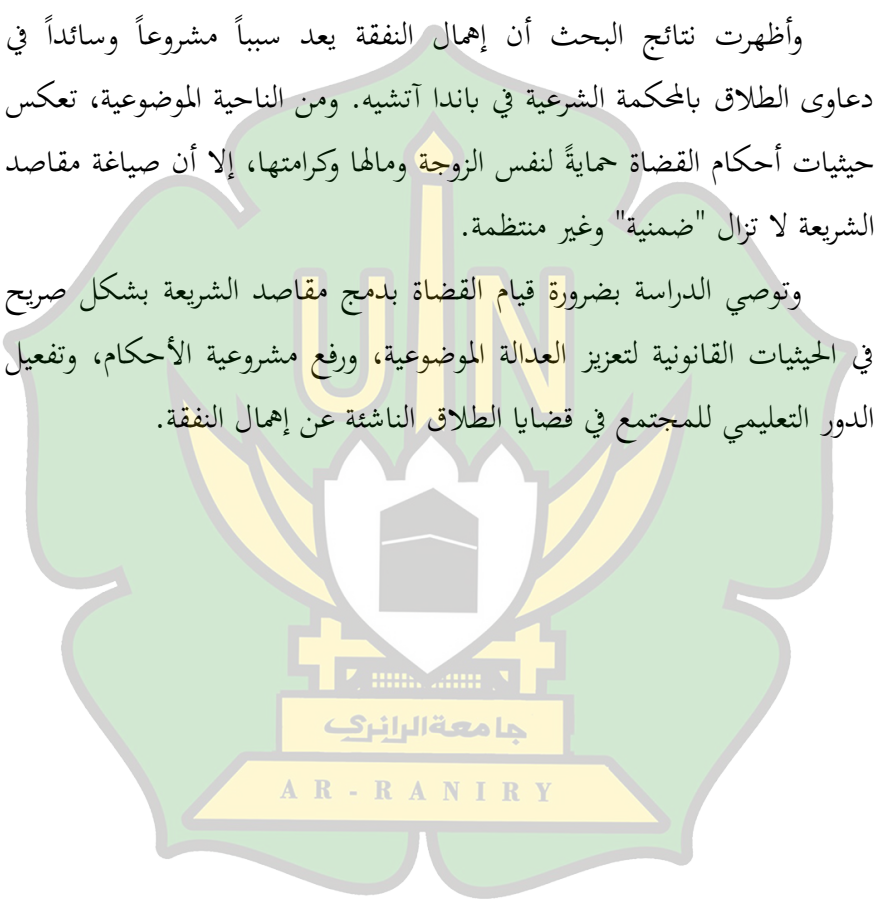 وأظهرت نتائج البحث أن إهمال النفقة يعد سبباً مشروعاً وسائداً في
دعاوى الطلاق بالمحكمة الشرعية في باندا آتشيه. ومن الناحية الموضوعية، تعكس
حيثيات أحكام القضاة حمايةً لنفس الزوجة ومالها وكرامتها، إلا أن صياغة مقاصد
الشريعة لا تزال "ضمنية" وغير منتظمة.
وتوصي الدراسة بضرورة قيام القضاة بدمج مقاصد الشريعة بشكل صريح
في الحيثيات القانونية لتعزيز العدالة الموضوعية، ورفع مشروعية الأحكام، وتفعيل
الدور التعليمي للمجتمع في قضايا الطلاق الناشئة عن إهمال النفقة.
UIN
جامعة الرانري
AR-RANIRY